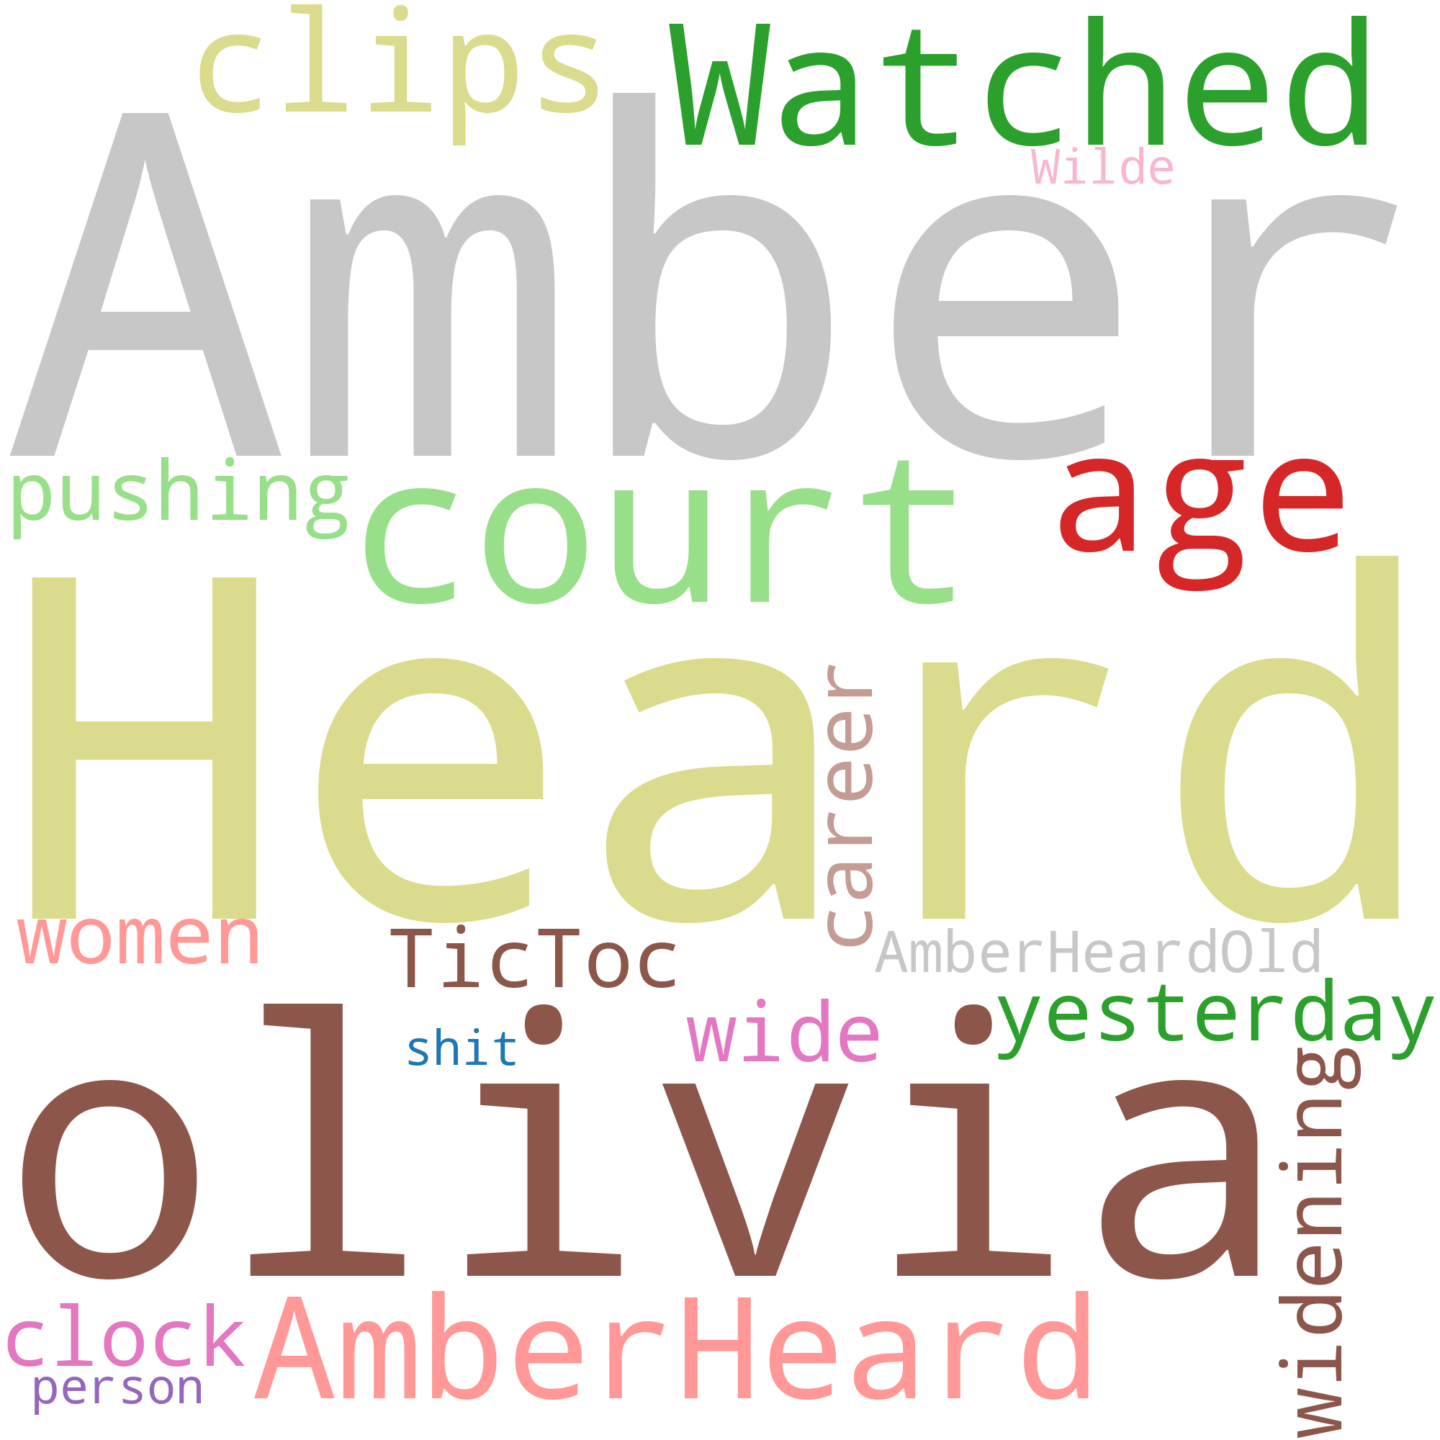 clips
Watched
Wilde
Amber
pushing
court
age
Heard
career
women
TicToc
AmberHeardOld
yesterday
shit
wide
olivia
widening
clock
AmberHeard
person